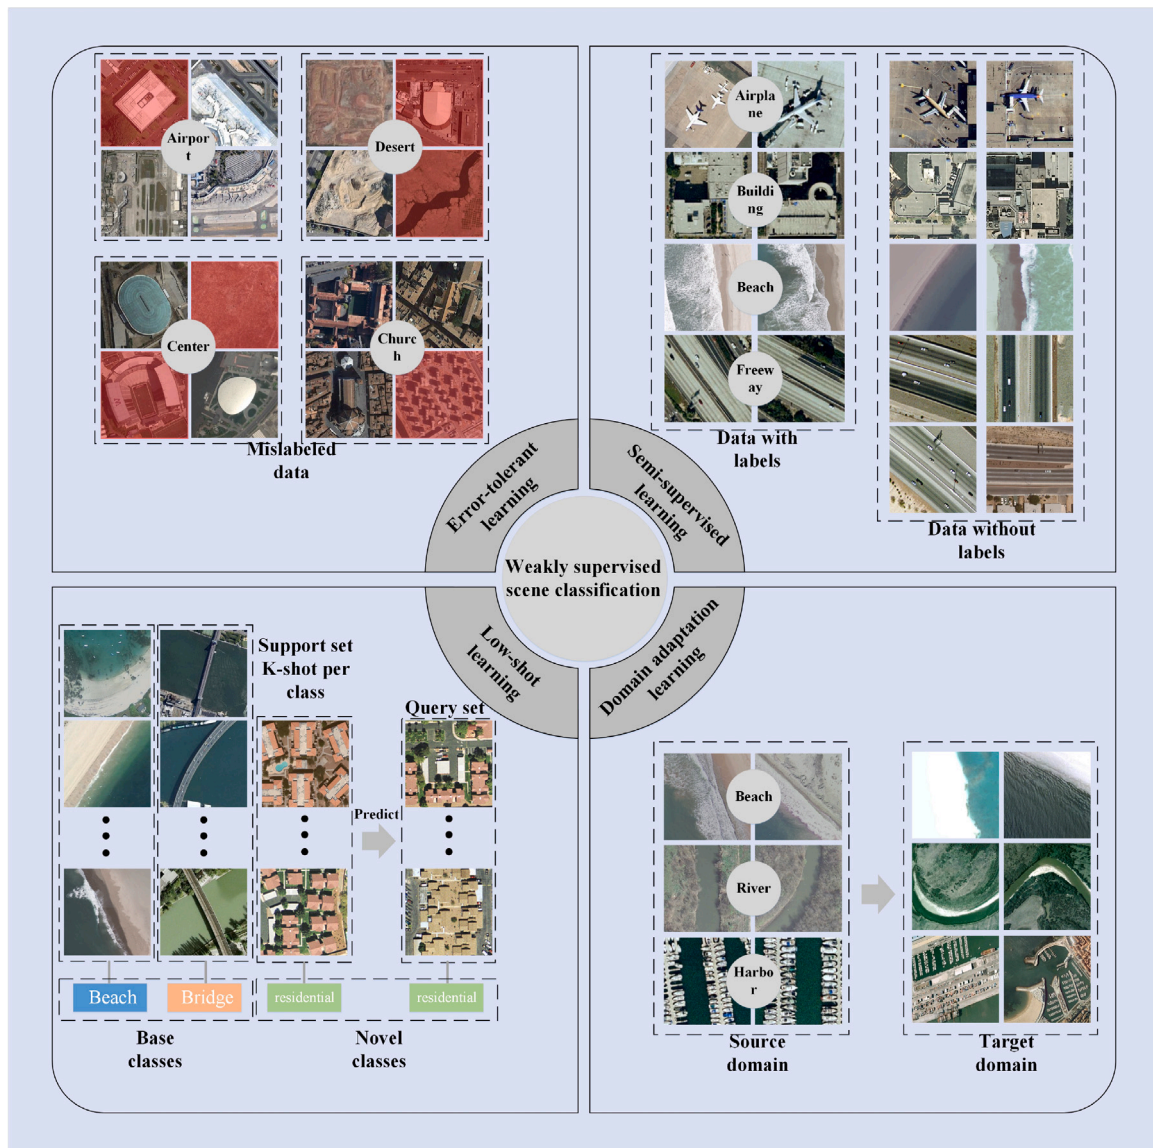 Airpor
t
Desert
Center
Churc
h
Mislabeled
data
Airpla
ne
Buildi
ng
Beach
Freew
ay
Data with
labels
Data without
labels
Error-tolerant
learning
Semi-supervised
learning
Weakly supervised
scene classification
Low-shot
learning
Domain adaptation
learning
Support set
K-shot per
class
Query set
Predict
Beach
Bridge
residential
residential
Base
classes
Novel
classes
Beach
River
Harbo
r
Source
domain
Target
domain